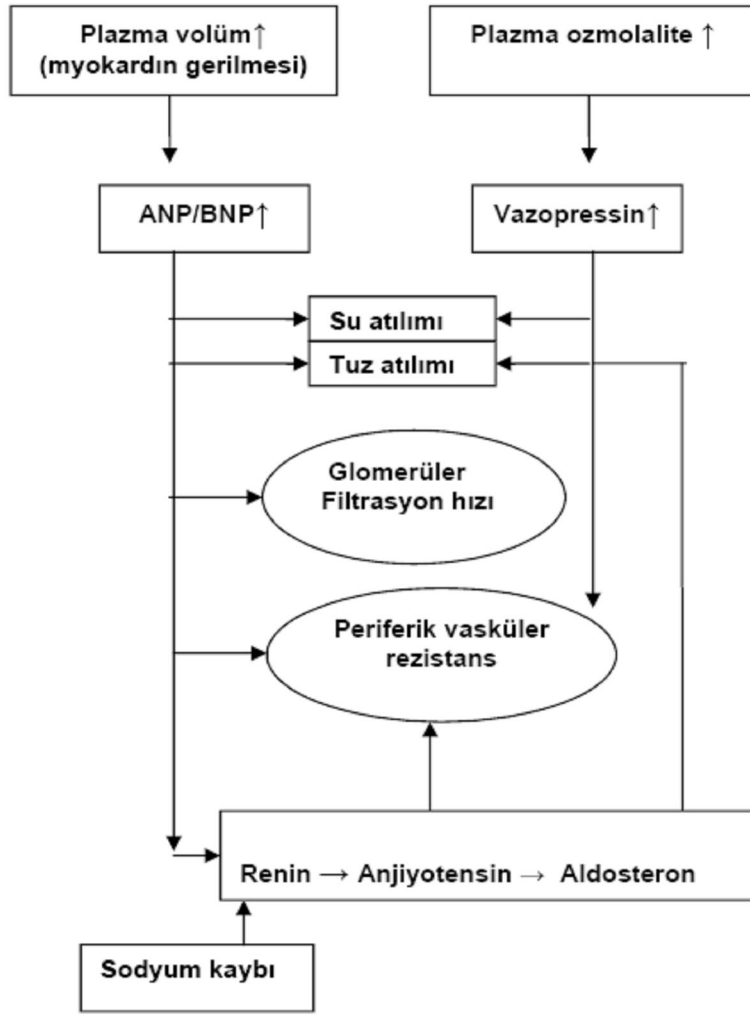 Plazma volüm↑
(myokardın gerilmesi)
Plazma ozmolalite ↑
ANP/BNP↑
Vazopressin↑
Su atılımı
Tuz atılımı
Glomerüler
Filtrasyon hızı
Periferik vasküler
rezistans
Renin → Anjiyotensin → Aldosteron
Sodyum kaybı